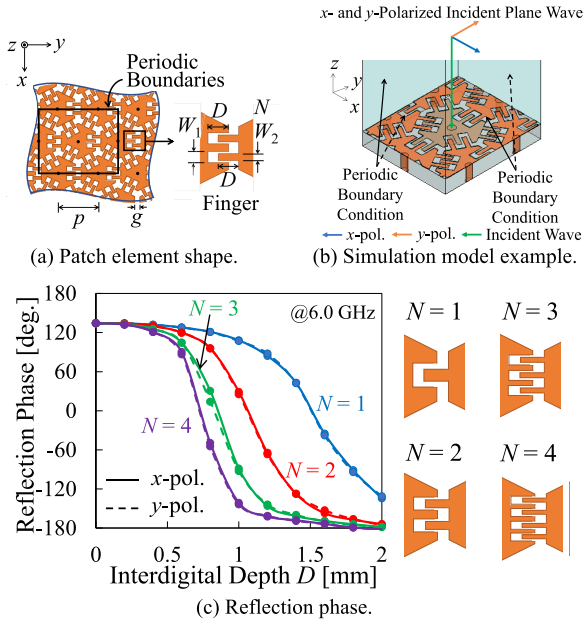 z
y
x
Periodic
Boundaries
D
N
W1
W2
D
Finger
p
g
(a) Patch element shape.
x- and y-Polarized Incident Plane Wave
z
y
x
Periodic
Boundary
Condition
Periodic
Boundary
Condition
x-pol.
y-pol.
Incident Wave
(b) Simulation model example.
Reflection Phase [deg.]
180
120
60
0
-60
-120
-180
@6.0 GHz
N = 3
N = 1
N = 4
N = 2
x-pol.
y-pol.
0
0.5
1
1.5
2
Interdigital Depth D [mm]
N = 1
N = 3
N = 2
N = 4
(c) Reflection phase.